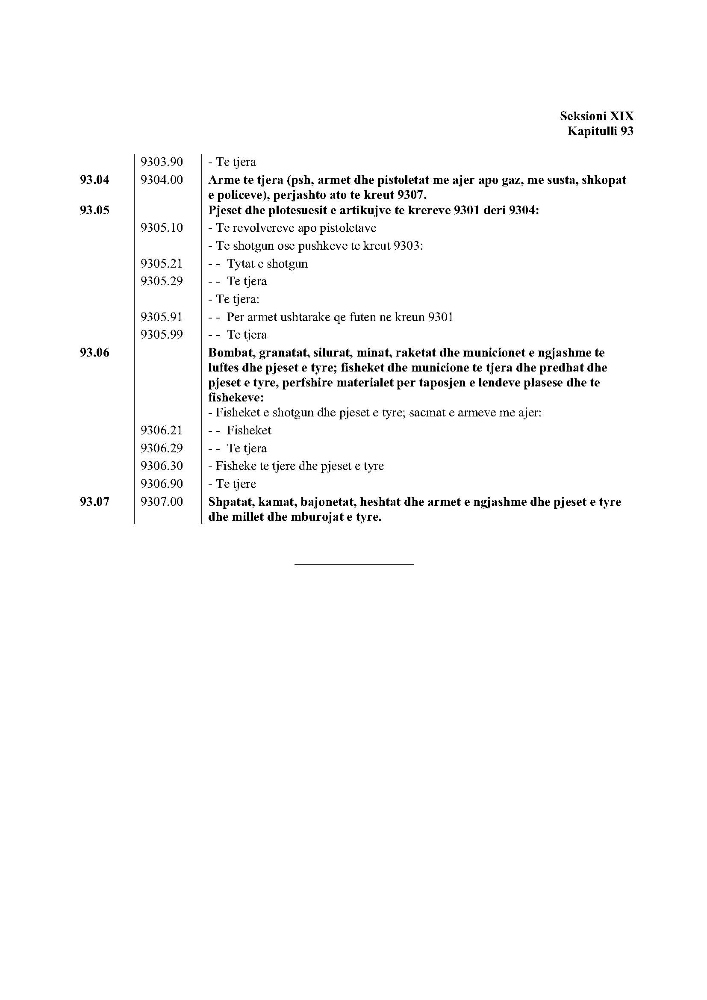 Seksioni XIX
Kapitulli 93
9303.90 - Te tjera
93.04 9304.00 Arme te tjera (psh, armet dhe pistoletat me ajer apo gaz, me susta, shkopat
e policeve), perjashto ato te kreut 9307.
93.05 Pjeset dhe plotesuesit e artikujve te krereve 9301 deri 9304:
9305.10 - Te revolvereve apo pistoletave
- Te shotgun ose pushkeve te kreut 9303:
9305.21 - - Tytat e shotgun
9305.29 - - Te tjera
- Te tjera:
9305.91 - - Per armet ushtarake qe futen ne kreun 9301
9305.99 - - Te tjera
93.06 Bombat, granatat, silurat, minat, raketat dhe municionet e ngjashme te
luftes dhe pjeset e tyre; fisheket dhe municione te tjera dhe predhat dhe
pjeset e tyre, perfshire materialet per taposjen e lendeve plasese dhe te
fishekeve:
- Fisheket e shotgun dhe pjeset e tyre; sacmat e armeve me ajer:
9306.21 - - Fisheket
9306.29 - - Te tjera
9306.30 - Fisheke te tjere dhe pjeset e tyre
9306.90 - Te tjere
93.07 9307.00 Shpatat, kamat, bajonetat, heshtat dhe armet e ngjashme dhe pjeset e tyre
dhe millet dhe mburojat e tyre.